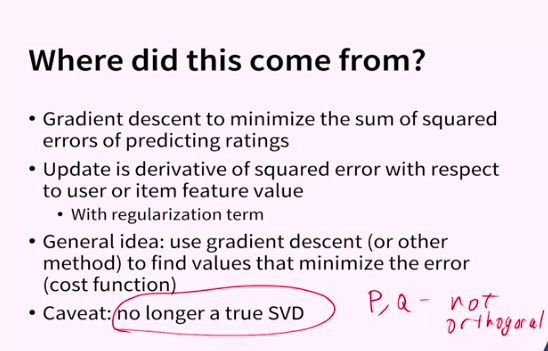 Where did this come from?
• Gradient descent to minimize the sum of squared
errors of predicting ratings
• Update is derivative of squared error with respect
to user or item feature value
• With regularization term
• General idea: use gradient descent (or other
method) to find values that minimize the error
(cost function)
• Caveat: no longer a true SVD
P, Q - not
orthogoral